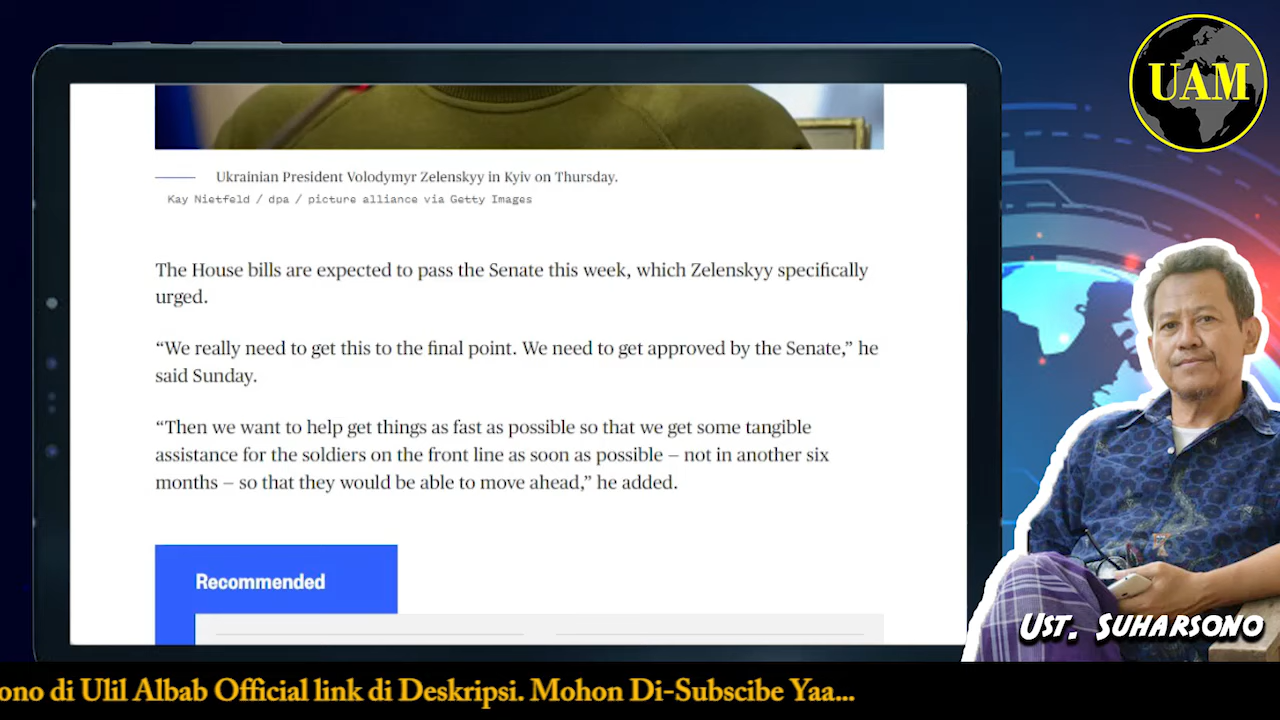 UAM
Ukrainian President Volodymyr Zelenskyy in Kyiv on Thursday.
Kay Nietfeld / dpa / picture alliance via Getty Images
The House bills are expected to pass the Senate this week, which Zelenskyy specifically
urged.
“We really need to get this to the final point. We need to get approved by the Senate,” he
said Sunday.
“Then we want to help get things as fast as possible so that we get some tangible
assistance for the soldiers on the front line as soon as possible — not in another six
months — so that they would be able to move ahead,” he added.
Recommended
UST. SUHARSONO
ono di Ulil Albab Official link di Deskripsi. Mohon Di-Subscibe Yaa...